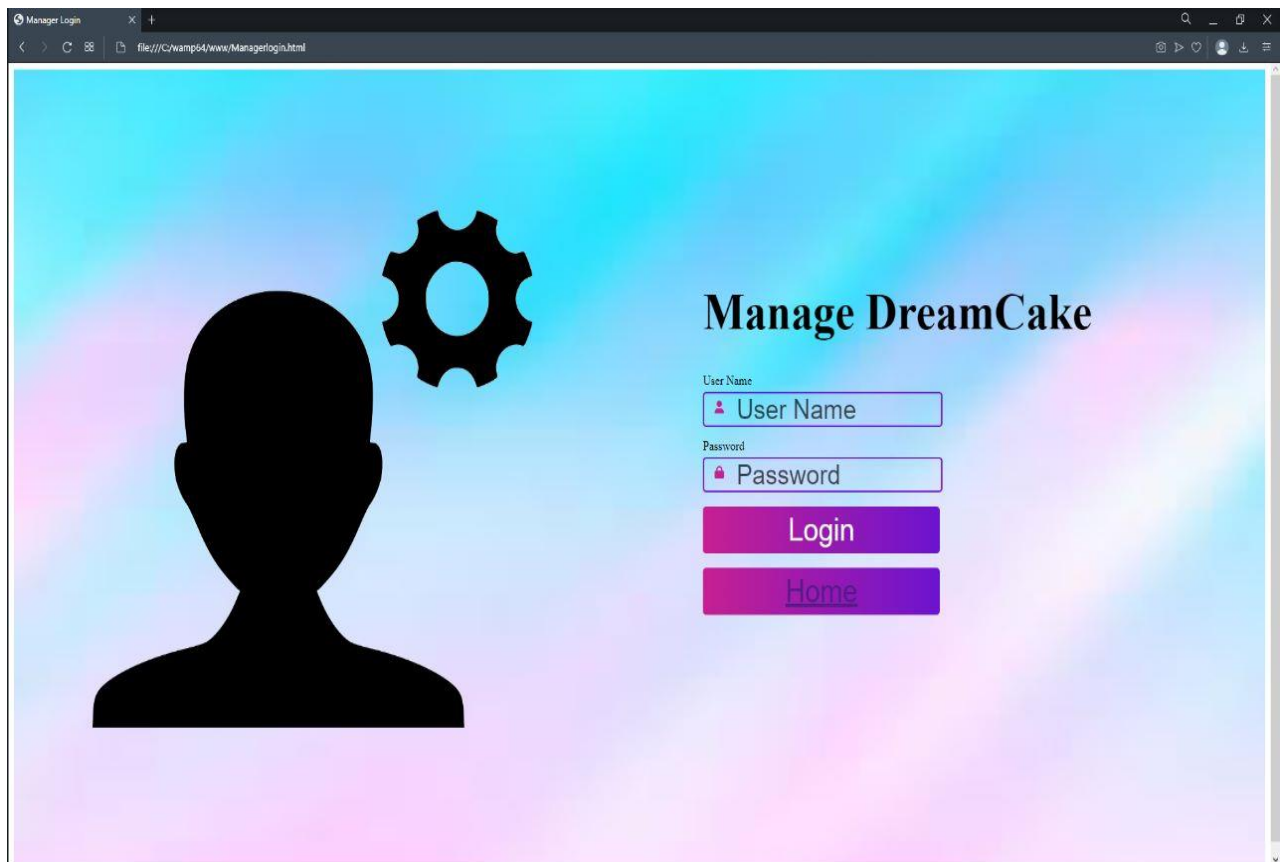 Manager Login
file:///C:/wamp64/www/Managerlogin.html
Manage DreamCake
User Name
User Name
Password
Password
Login
Home